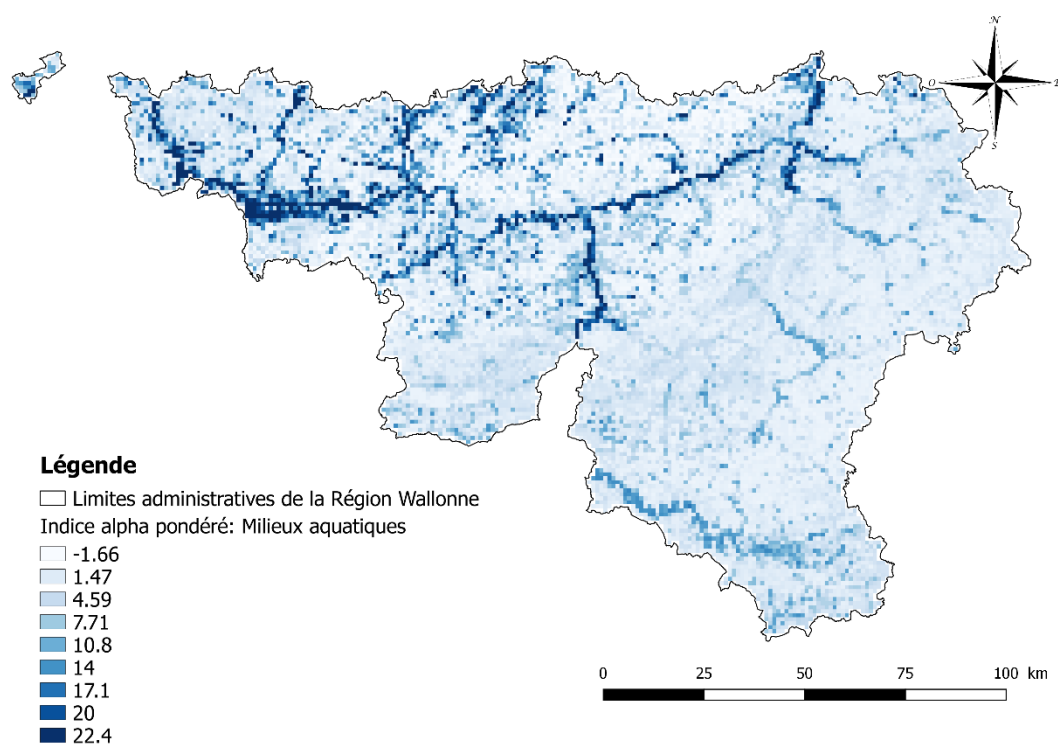 N
O
E
S
Légende
Limites administratives de la Région Wallonne
Indice alpha pondéré: Milieux aquatiques
-1.66
1.47
4.59
7.71
10.8
14
17.1
20
22.4
0 25 50 75 100 km